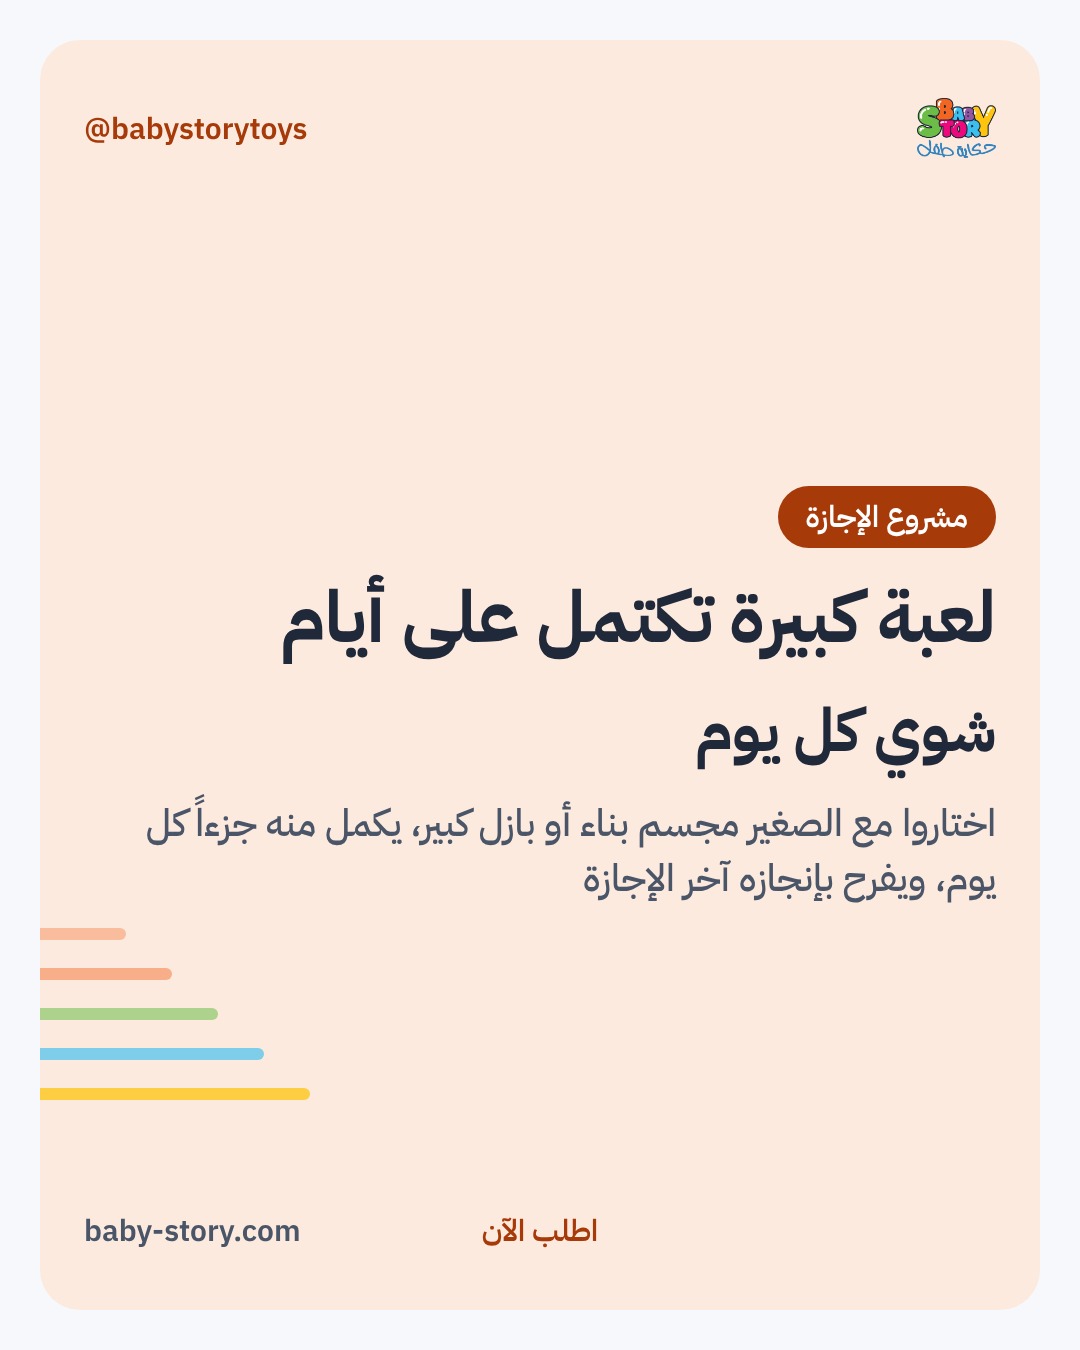 @babystorytoys
BABY STORY
حكاية طفل
مشروع الإجازة
لعبة كبيرة تكتمل على أيام
شوي كل يوم
اختاروا مع الصغير مجسم بناء أو بازل كبير، يكمل منه جزءاً كل
يوم، ويفرح بإنجازه آخر الإجازة
اطلب الآن
baby-story.com